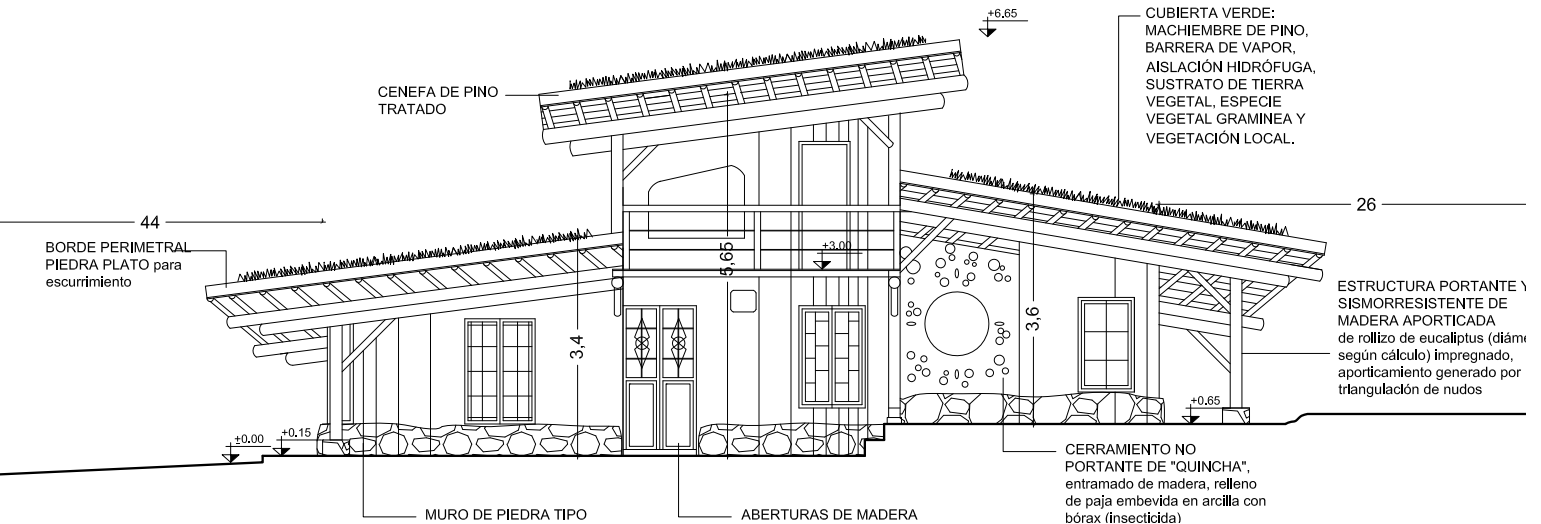 +6.65
CUBIERTA VERDE:
MACHIEMBRE DE PINO,
BARRERA DE VAPOR,
AISLACIÓN HIDRÓFUGA,
SUSTRATO DE TIERRA
VEGETAL, ESPECIE
VEGETAL GRAMINEA Y
VEGETACIÓN LOCAL.
CENEFA DE PINO
TRATADO
44
26
BORDE PERIMETRAL
PIEDRA PLATO para
escurrimiento
5,65
+3.00
3,4
3,6
ESTRUCTURA PORTANTE Y
SISMORRESISTENTE DE
MADERA APORTICADA
de rollizo de eucaliptus (diáme
según cálculo) impregnado,
aporticamiento generado por
triangulación de nudos
+0.65
+0.00
+0.15
CERRAMIENTO NO
PORTANTE DE "QUINCHA",
entramado de madera, relleno
de paja embevida en arcilla con
bórax (insecticida)
MURO DE PIEDRA TIPO
ABERTURAS DE MADERA